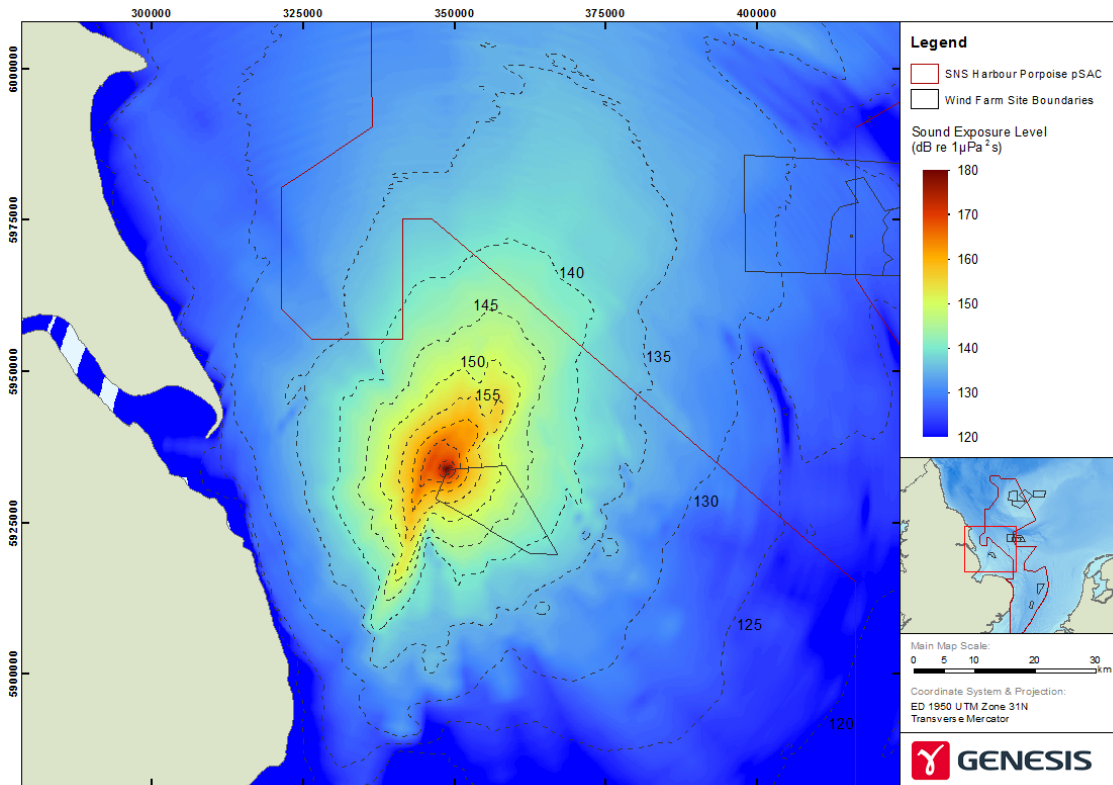 300000 325000 350000 375000 400000
6000000
5975000
5950000
5925000
5900000
140
145
150
155
135
130
125
120
Legend
SNS Harbour Porpoise pSAC
Wind Farm Site Boundaries
Sound Exposure Level
(dB re 1µPa²s)
180
170
160
150
140
130
120
Main Map Scale:
0 5 10 20 30
km
Coordinate System & Projection:
ED 1950 UTM Zone 31N
Transverse Mercator
GENESIS